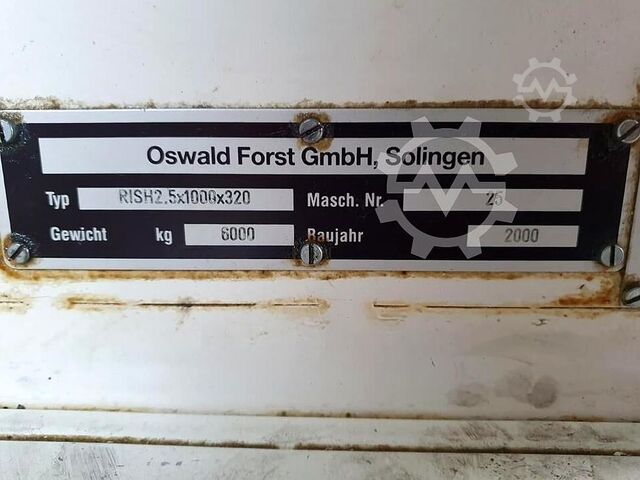 Oswald Forst GmbH, Solingen
Typ RISH2.5x1000x320 Masch. Nr. 25
Gewicht kg 6000 Baujahr 2000